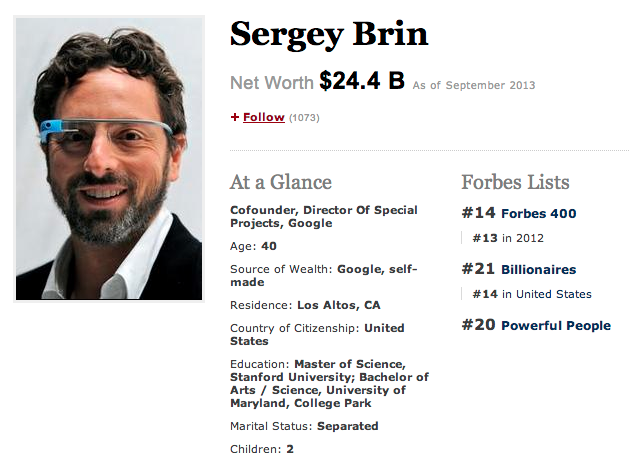 Sergey Brin
Net Worth $24.4 B As of September 2013
+ Follow (1073)
At a Glance
Cofounder, Director Of Special
Projects, Google
Age: 40
Source of Wealth: Google, self-
made
Residence: Los Altos, CA
Country of Citizenship: United
States
Education: Master of Science,
Stanford University; Bachelor of
Arts / Science, University of
Maryland, College Park
Marital Status: Separated
Children: 2
Forbes Lists
#14 Forbes 400
#13 in 2012
#21 Billionaires
#14 in United States
#20 Powerful People